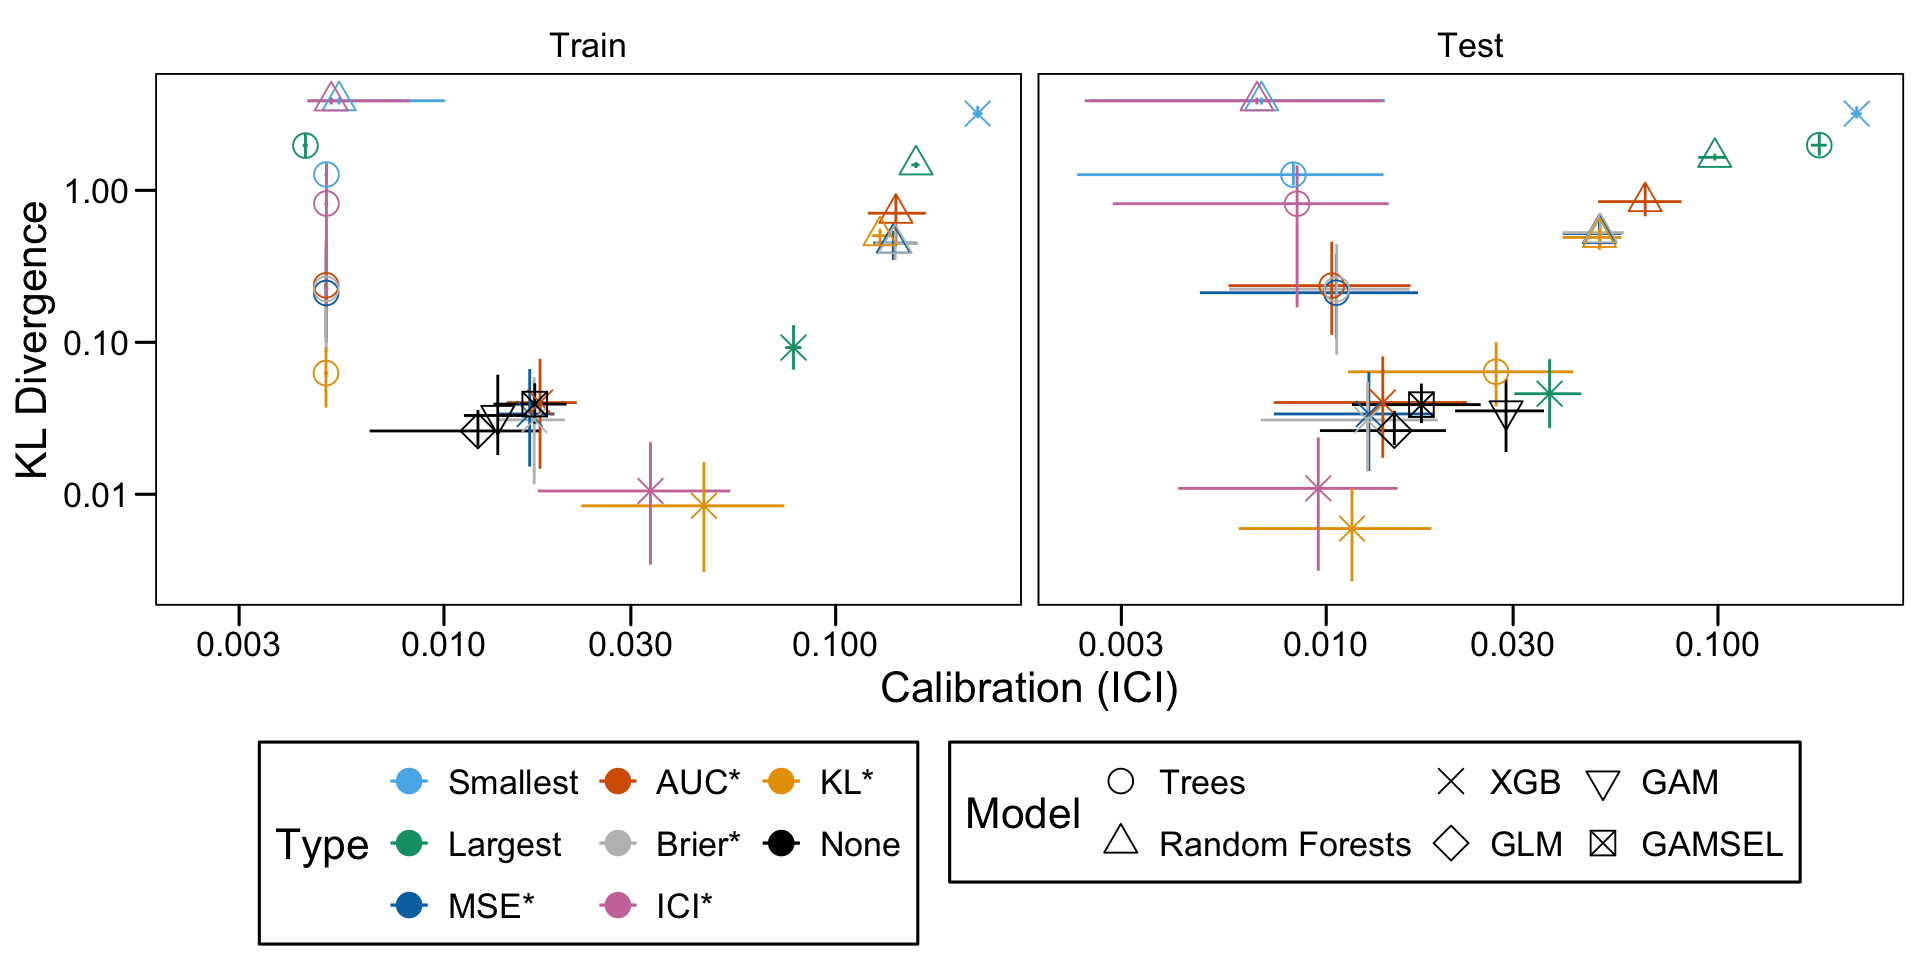 Train
Test
KL Divergence
1.00
0.10
0.01
0.003 0.010 0.030 0.100
0.003 0.010 0.030 0.100
Calibration (ICI)
Type
Smallest AUC* KL*
Largest Brier* None
MSE* ICI*
Model
Trees XGB GAM
Random Forests GLM GAMSEL